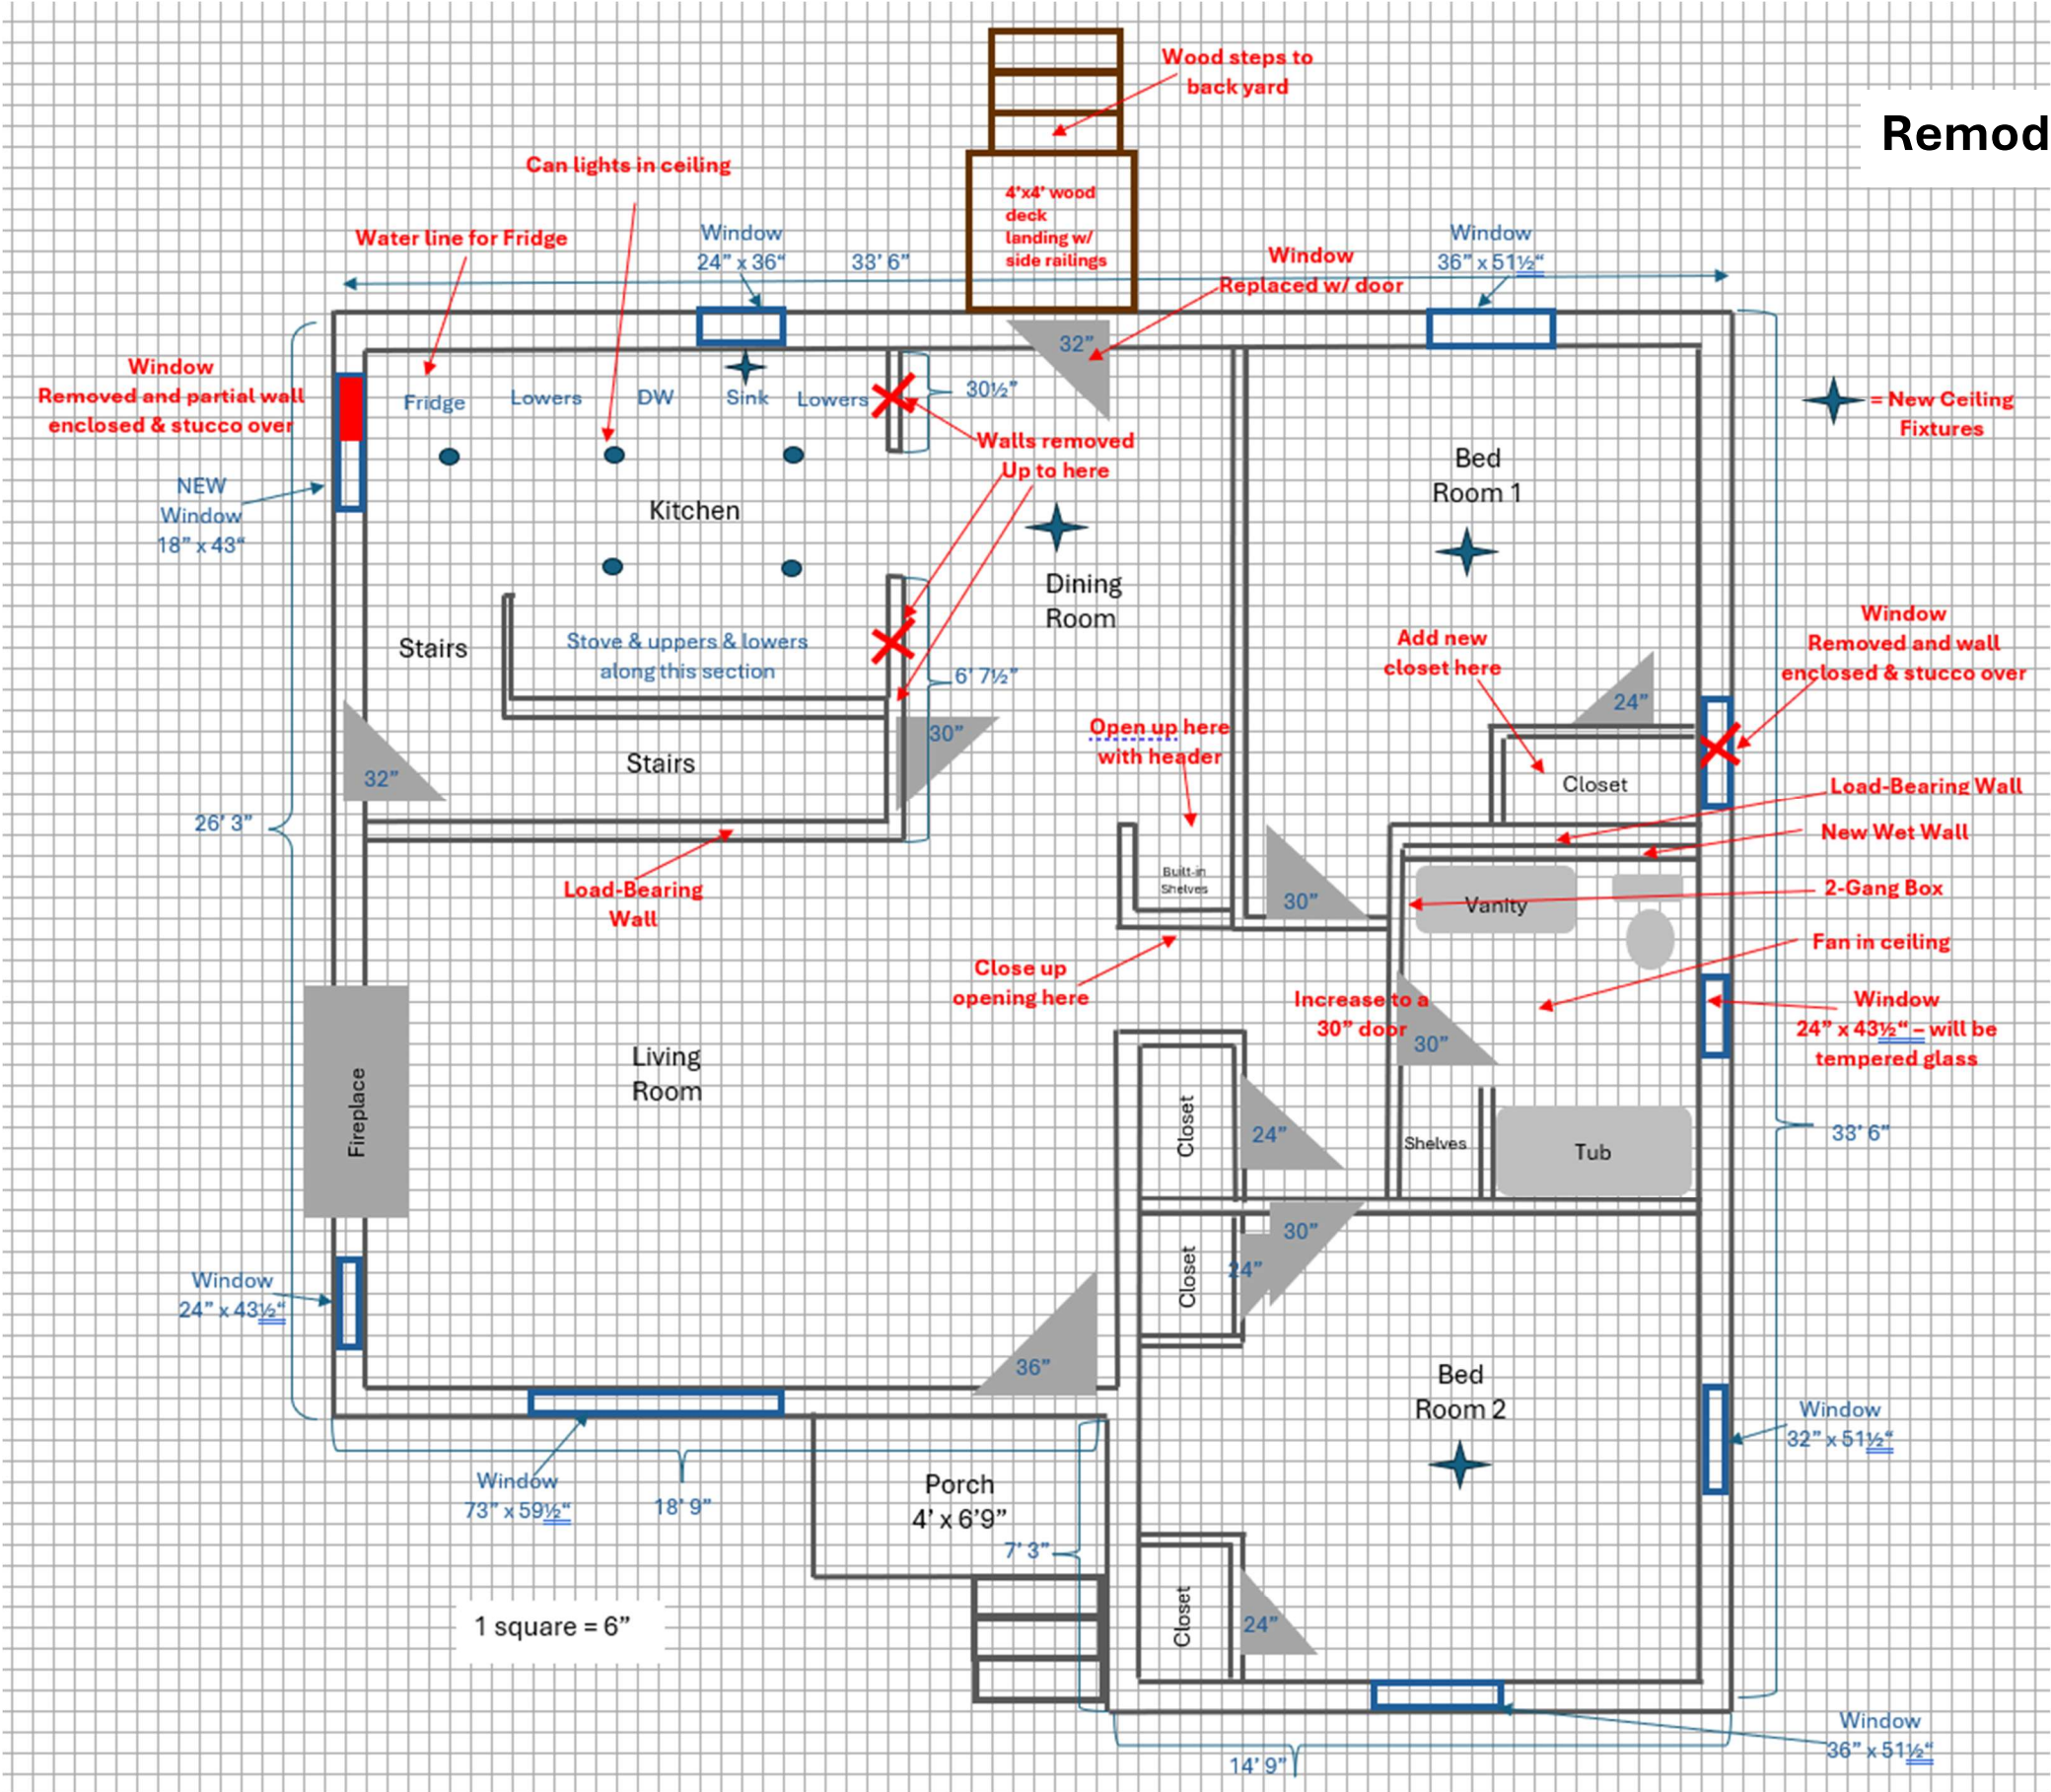 Wood steps to
back yard
Remod
Can lights in ceiling
4’x4’ wood
deck
landing w/
side railings
Water line for Fridge
Window
24” x 36“
33’ 6”
Window
Replaced w/ door
Window
36” x 51½“
32”
Window
Removed and partial wall
enclosed & stucco over
Fridge
Lowers
DW
Sink
Lowers
30½”
= New Ceiling
Fixtures
Walls removed
Up to here
NEW
Window
18” x 43“
Kitchen
Bed
Room 1
Dining
Room
Stairs
Stove & uppers & lowers
along this section
6’ 7½”
Add new
closet here
Window
Removed and wall
enclosed & stucco over
24”
30”
Open up here
with header
Stairs
32”
Closet
Load-Bearing Wall
26’ 3”
New Wet Wall
Load-Bearing
Wall
Built-in
Shelves
30”
Vanity
2-Gang Box
Fan in ceiling
Close up
opening here
Increase to a
30” door
30”
Window
24” x 43½“ – will be
tempered glass
Living
Room
Fireplace
Closet
24”
Shelves
Tub
33’ 6”
30”
24”
Closet
Window
24” x 43½“
36”
Bed
Room 2
Window
32” x 51½“
Window
73” x 59½“
18’ 9”
Porch
4’ x 6’9”
7’ 3”
1 square = 6”
Closet
24”
Window
36” x 51½“
14’ 9”